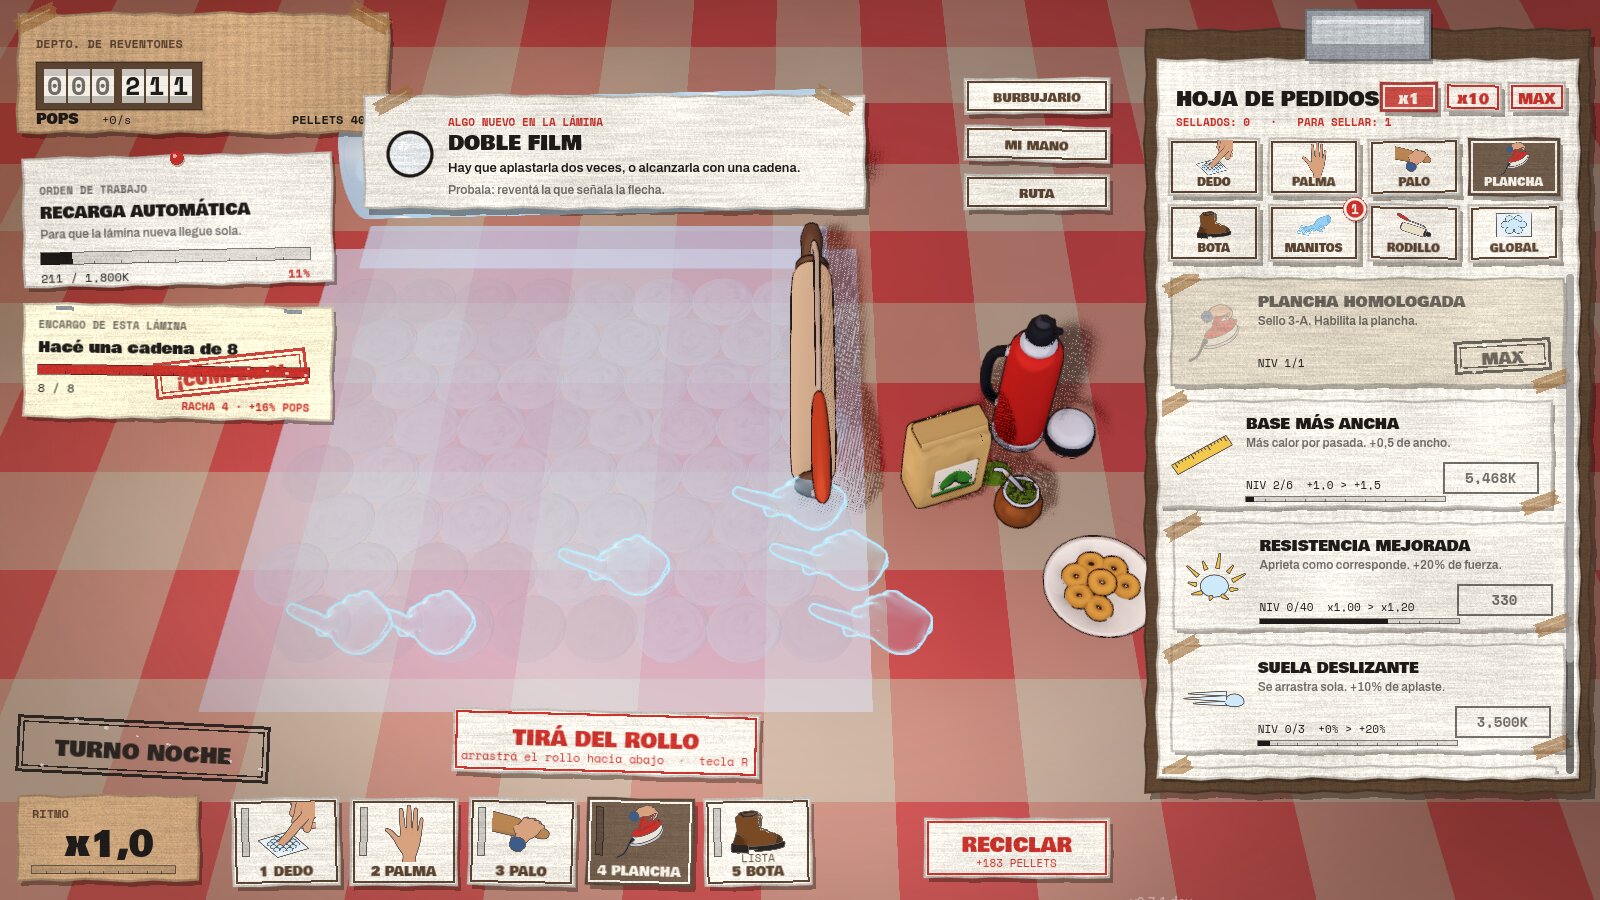 DEPTO. DE REVENTONES
000 211
POPS +0/s PELLETS 40
ORDEN DE TRABAJO
RECARGA AUTOMÁTICA
Para que la lámina nueva llegue sola.
211 / 1.800K 11%
ENCARGO DE ESTA LÁMINA
Hacé una cadena de 8
8 / 8
RACHA 4 · +16% POPS
ALGO NUEVO EN LA LÁMINA
DOBLE FILM
Hay que aplastarla dos veces, o alcanzarla con una cadena.
Probala: reventá la que señala la flecha.
BURBUJARIO
MI MANO
RUTA
HOJA DE PEDIDOS x1 x10 MAX
SELLADOS: 0 · PARA SELLAR: 1
DEDO PALMA PALO PLANCHA
1
BOTA MANITOS RODILLO GLOBAL
PLANCHA HOMOLOGADA
Sello 3-A. Habilita la plancha.
NIV 1/1 MAX
BASE MÁS ANCHA
Más calor por pasada. +0,5 de ancho.
NIV 2/6 +1.0 > +1.5 5,468K
RESISTENCIA MEJORADA
Aprieta como corresponde. +20% de fuerza.
NIV 0/40 x1.00 > x1.20 330
SUELA DESLIZANTE
Se arrastra sola. +10% de aplaste.
NIV 0/3 +0% > +20% 3,500K
TURNO NOCHE
TIRÁ DEL ROLLO
arrastrá el rollo hacia abajo · tecla R
RITMO
x1,0
1 DEDO
2 PALMA
3 PALO
4 PLANCHA
LISTA
5 BOTA
RECICLAR
+183 PELLETS